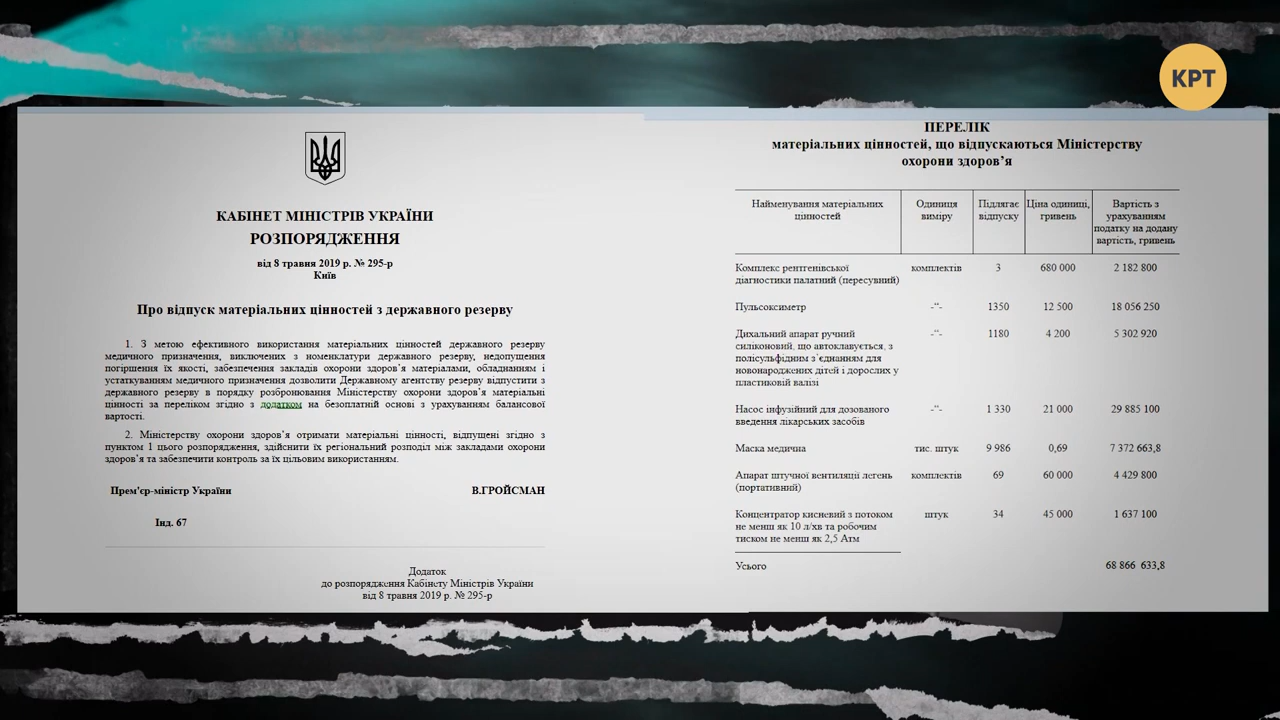 КРТ
КАБІНЕТ МІНІСТРІВ УКРАЇНИ
РОЗПОРЯДЖЕННЯ
від 8 травня 2019 р. № 295-р
Київ
Про відпуск матеріальних цінностей з державного резерву
1. З метою ефективного використання матеріальних цінностей державного резерву
медичного призначення, виключених з номенклатури державного резерву, недопущення
погіршення їх якості, забезпечення закладів охорони здоров’я матеріалами, обладнанням і
устаткуванням медичного призначення дозволити Державному агентству резерву відпустити з
державного резерву в порядку розбронювання Міністерству охорони здоров’я матеріальні
цінності за переліком згідно з додатком на безоплатній основі з урахуванням балансової
вартості.
2. Міністерству охорони здоров’я отримати матеріальні цінності, відпущені згідно з
пунктом 1 цього розпорядження, здійснити їх регіональний розподіл між закладами охорони
здоров’я та забезпечити контроль за їх цільовим використанням.
Прем'єр-міністр України В.ГРОЙСМАН
Інд. 67
Додаток
до розпорядження Кабінету Міністрів України
від 8 травня 2019 р. № 295-р
ПЕРЕЛІК
матеріальних цінностей, що відпускаються Міністерству
охорони здоров’я
Найменування матеріальних Одиниця Підлягає Ціна одиниці, Вартість з
цінностей виміру відпуску гривень урахуванням
податку на додану
вартість, гривень
Комплекс рентгенівської комплектів 3 680 000 2 182 800
діагностики палатний (пересувний)
Пульсоксиметр -“- 1350 12 500 18 056 250
Дихальний апарат ручний -“- 1180 4 200 5 302 920
силіконовий, що автоклавується, з
полісульфідним з’єднанням для
новонароджених дітей і дорослих у
пластиковій валізі
Насос інфузійний для дозованого -“- 1 330 21 000 29 885 100
введення лікарських засобів
Маска медична тис. штук 9 986 0,69 7 372 663,8
Апарат штучної вентиляції легень комплектів 69 60 000 4 429 800
(портативний)
Концентратор кисневий з потоком штук 34 45 000 1 637 100
не менш як 10 л/хв та робочим
тиском не менш як 2,5 Атм
Усього 68 866 633,8